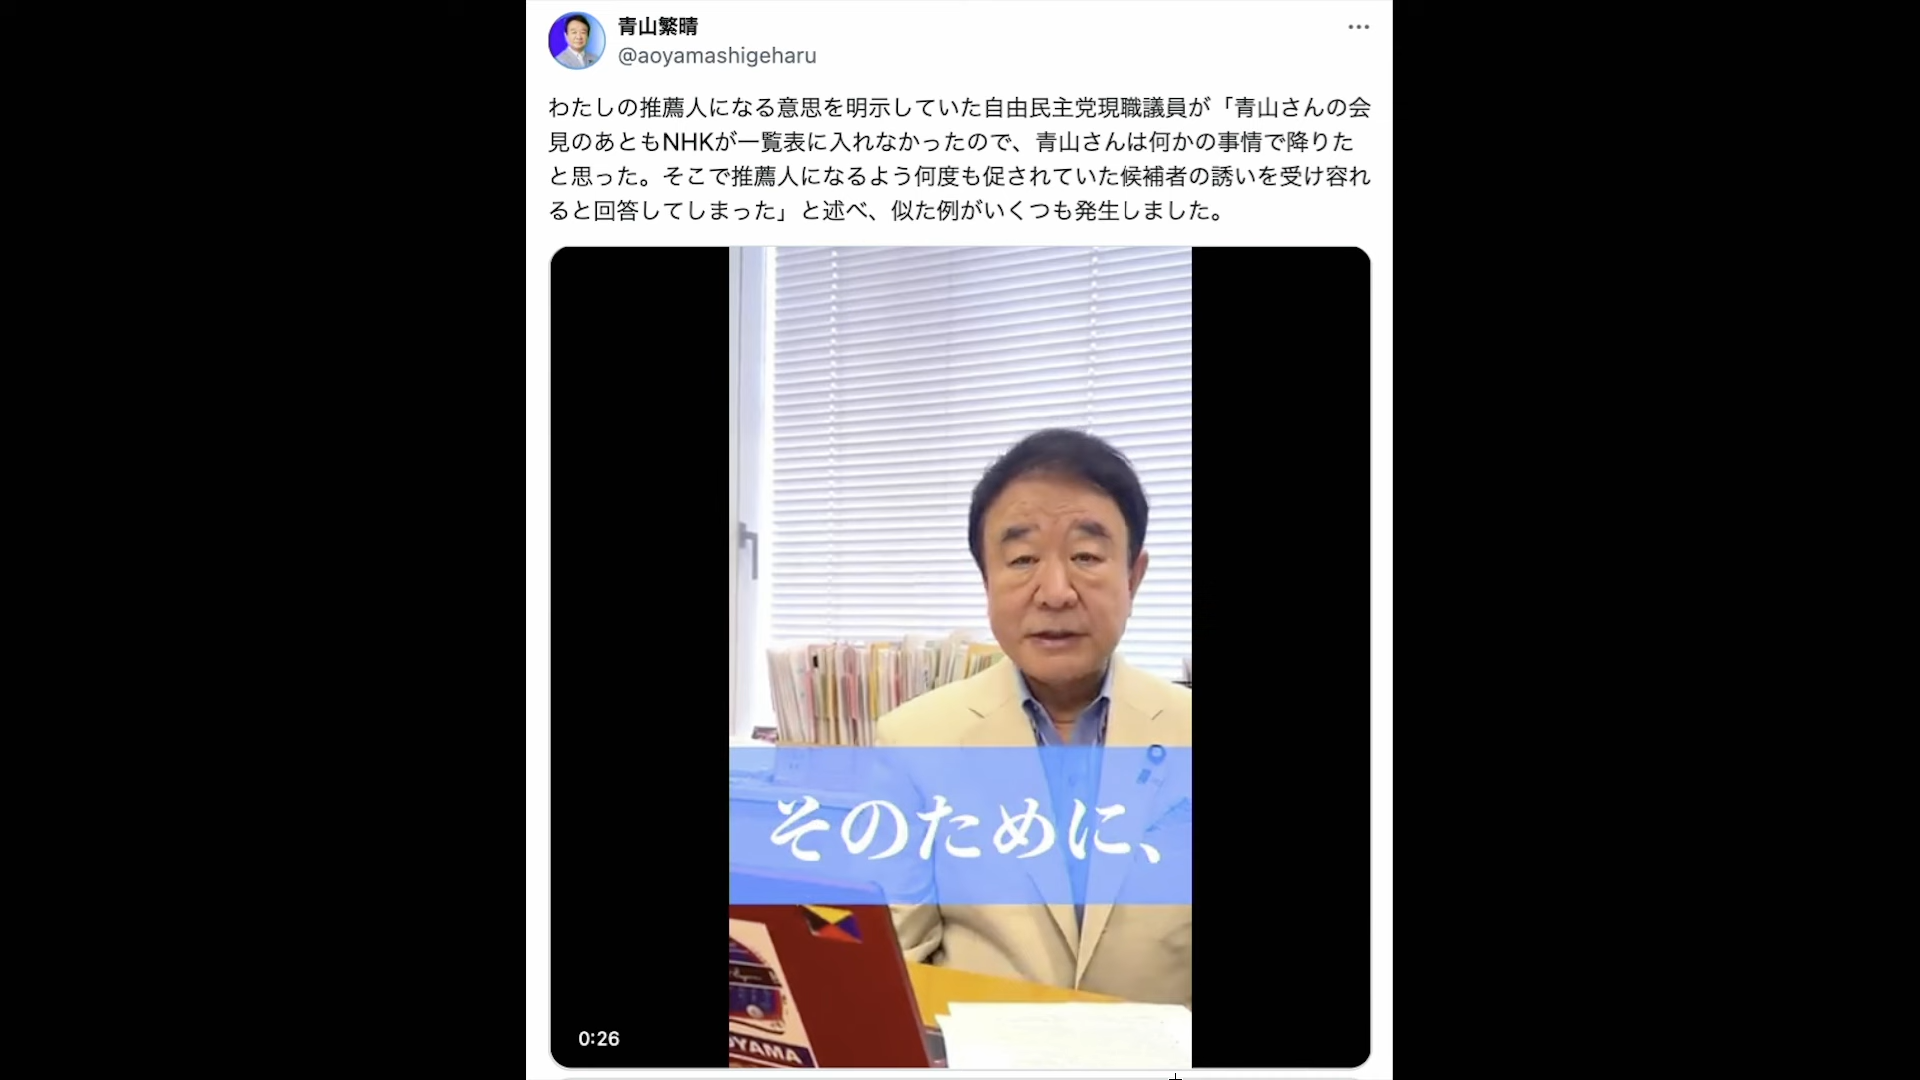 青山繁晴
@aoyamashigeharu
わたしの推薦人になる意思を明示していた自由民主党現職議員が「青山さんの会
見のあともNHKが一覧表に入れなかったので、青山さんは何かの事情で降りた
と思った。そこで推薦人になるよう何度も促されていた候補者の誘いを受け容れ
ると回答してしまった」と述べ、似た例がいくつも発生しました。
そのために、
0:26
YAMA